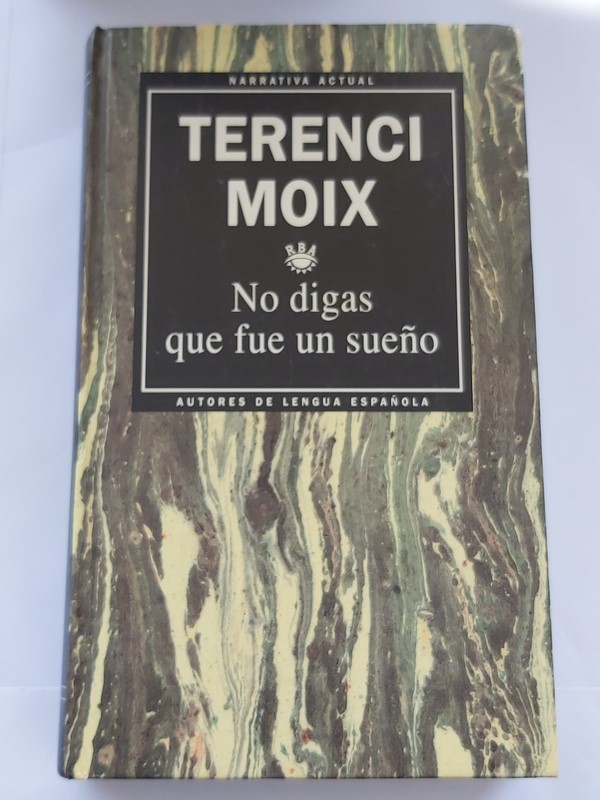 NARRATIVA ACTUAL
TERENCI
MOIX
RBA
No digas
que fue un sueño
AUTORES DE LENGUA ESPAÑOLA